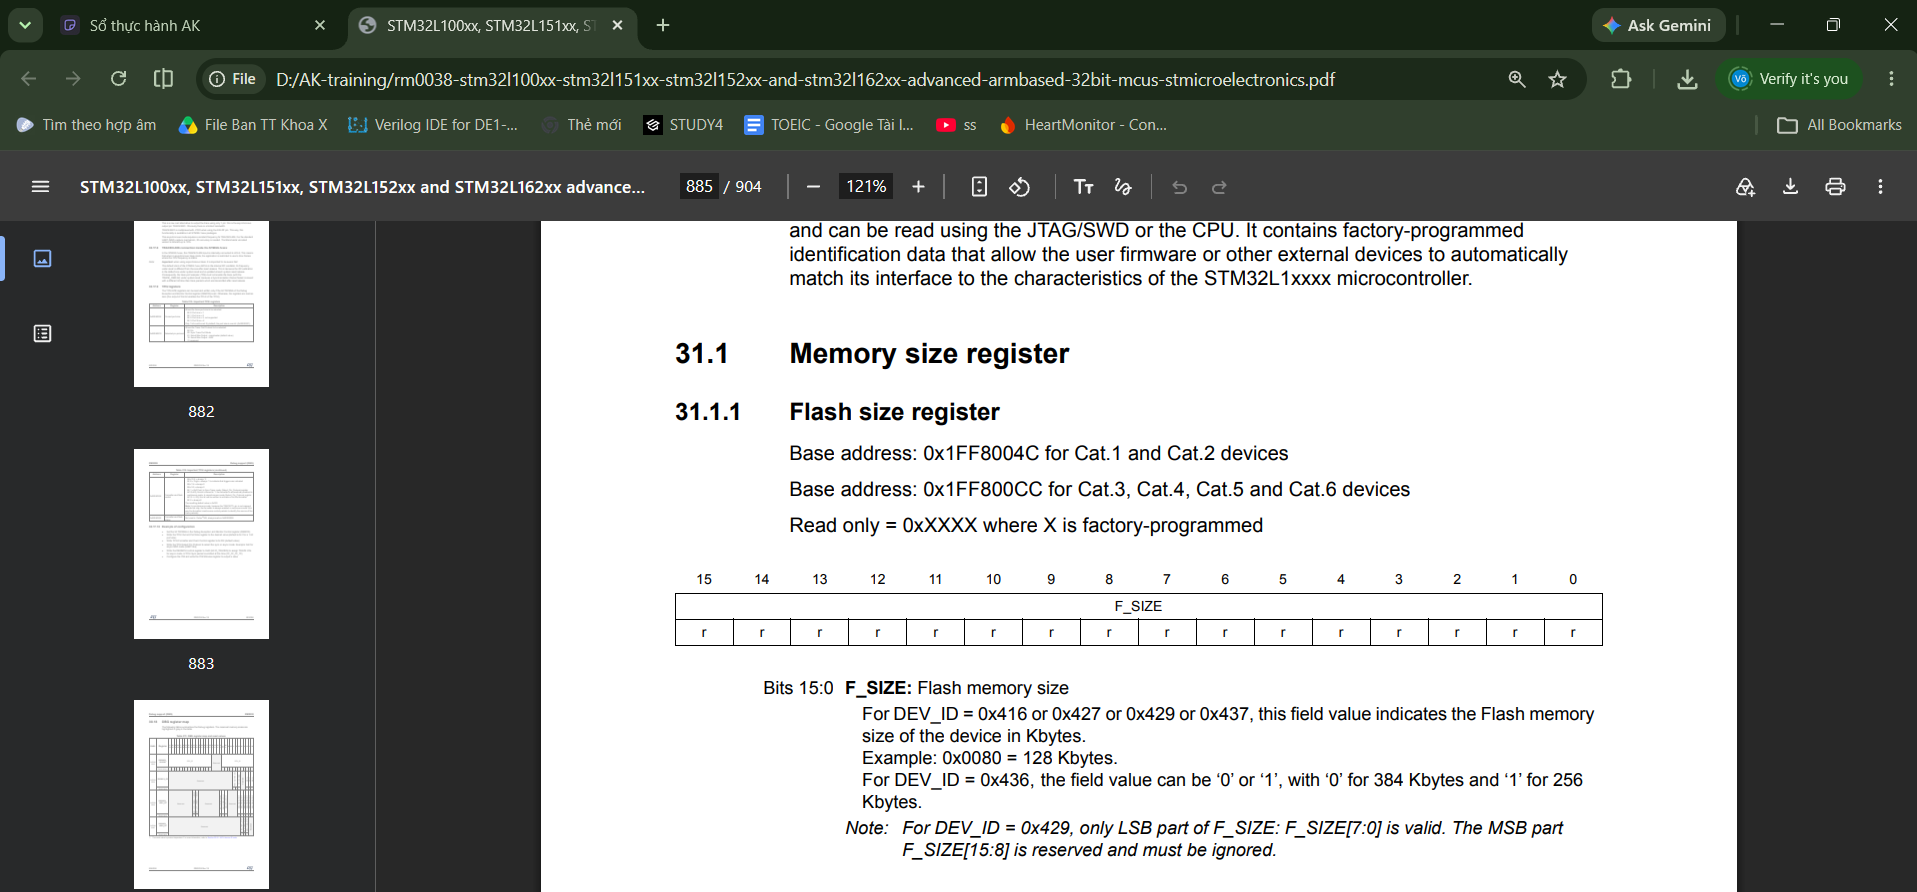 Sổ thực hành AK
STM32L100xx, STM32L151xx, ST
Ask Gemini
File
D:/AK-training/rm0038-stm32l100xx-stm32l151xx-stm32l152xx-and-stm32l162xx-advanced-armbased-32bit-mcus-stmicroelectronics.pdf
Võ
Verify it's you
Tìm theo hợp âm
File Ban TT Khoa X
Verilog IDE for DE1-...
Thẻ mới
STUDY4
TOEIC - Google Tài l...
ss
HeartMonitor - Con...
All Bookmarks
STM32L100xx, STM32L151xx, STM32L152xx and STM32L162xx advance...
885 / 904
121%
882
883
and can be read using the JTAG/SWD or the CPU. It contains factory-programmed
identification data that allow the user firmware or other external devices to automatically
match its interface to the characteristics of the STM32L1xxxx microcontroller.
31.1 Memory size register
31.1.1 Flash size register
Base address: 0x1FF8004C for Cat.1 and Cat.2 devices
Base address: 0x1FF800CC for Cat.3, Cat.4, Cat.5 and Cat.6 devices
Read only = 0xXXXX where X is factory-programmed
15 14 13 12 11 10 9 8 7 6 5 4 3 2 1 0
F_SIZE
r r r r r r r r r r r r r r r r
Bits 15:0 F_SIZE: Flash memory size
For DEV_ID = 0x416 or 0x427 or 0x429 or 0x437, this field value indicates the Flash memory
size of the device in Kbytes.
Example: 0x0080 = 128 Kbytes.
For DEV_ID = 0x436, the field value can be ‘0’ or ‘1’, with ‘0’ for 384 Kbytes and ‘1’ for 256
Kbytes.
Note: For DEV_ID = 0x429, only LSB part of F_SIZE: F_SIZE[7:0] is valid. The MSB part
F_SIZE[15:8] is reserved and must be ignored.